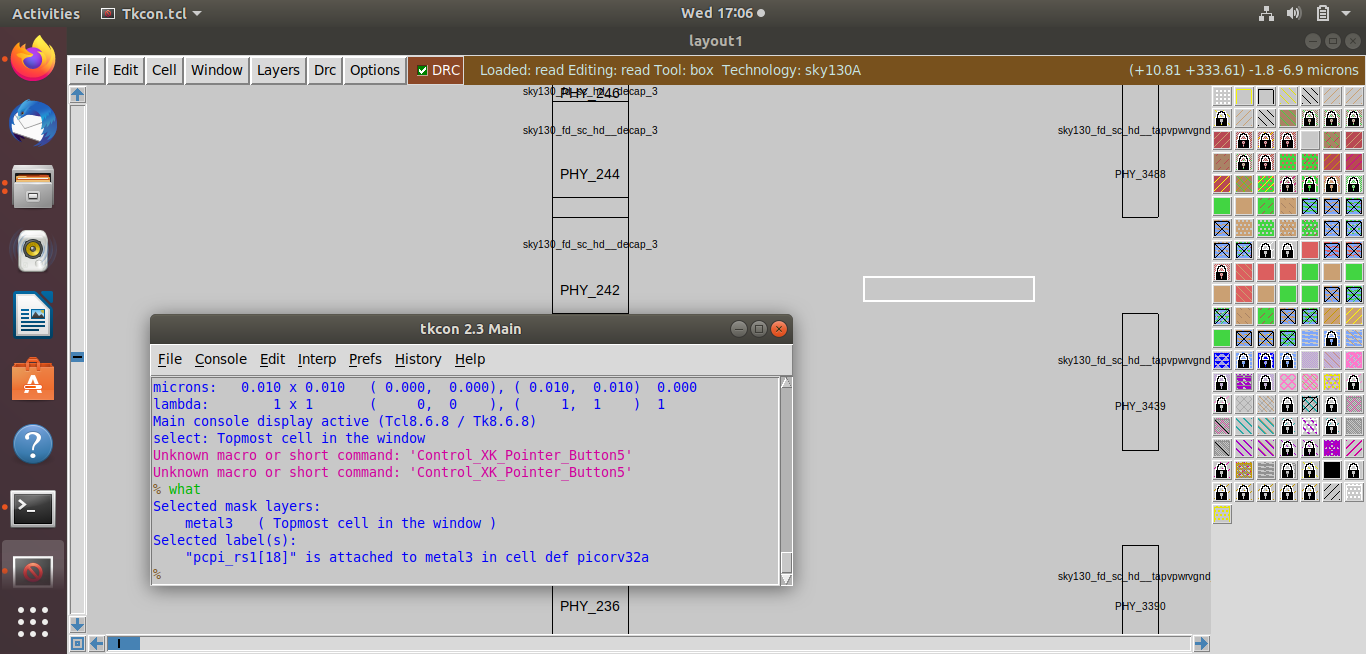 Activities
Tkcon.tcl
Wed 17:06
layout1
File Edit Cell Window Layers Drc Options DRC Loaded: read Editing: read Tool: box Technology: sky130A (+10.81 +333.61) -1.8 -6.9 microns
sky130_fd_sc_hd__decap_3
PHY_246
sky130_fd_sc_hd__decap_3
sky130_fd_sc_hd__tapvpwrvgnd
PHY_244
PHY_3488
sky130_fd_sc_hd__decap_3
PHY_242
tkcon 2.3 Main
File Console Edit Interp Prefs History Help
microns: 0.010 x 0.010 ( 0.000, 0.000), ( 0.010, 0.010) 0.000
lambda: 1 x 1 ( 0, 0 ), ( 1, 1 ) 1
Main console display active (Tcl8.6.8 / Tk8.6.8)
select: Topmost cell in the window
Unknown macro or short command: 'Control_XK_Pointer_Button5'
Unknown macro or short command: 'Control_XK_Pointer_Button5'
% what
Selected mask layers:
metal3 ( Topmost cell in the window )
Selected label(s):
"pcpi_rs1[18]" is attached to metal3 in cell def picorv32a
%
sky130_fd_sc_hd__tapvpwrvgnd
PHY_3439
sky130_fd_sc_hd__tapvpwrvgnd
PHY_236
PHY_3390